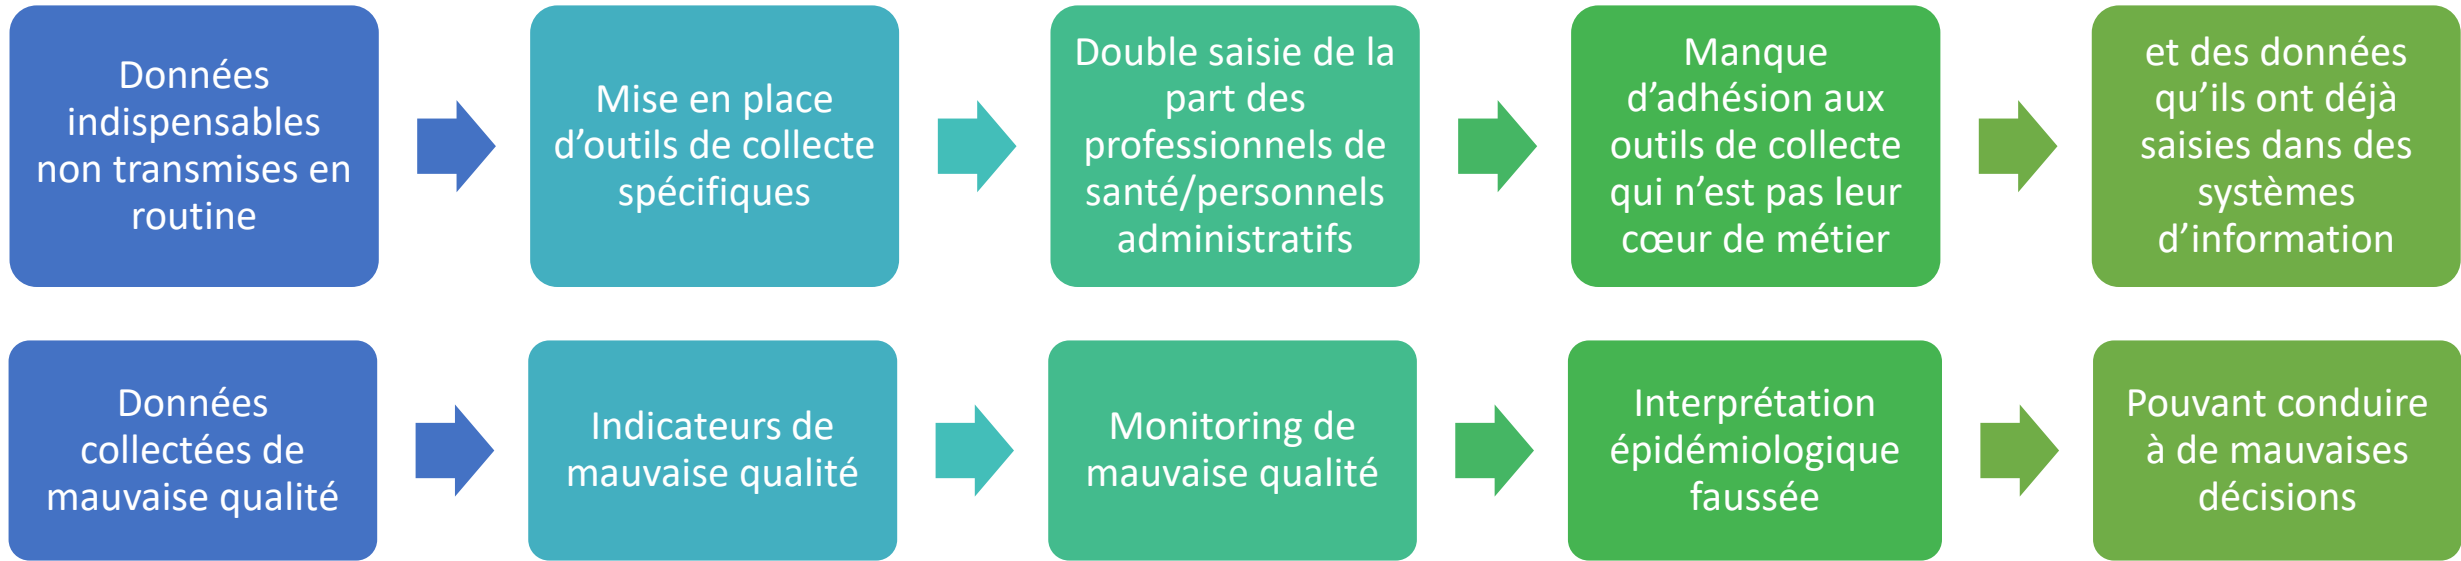 Données
indispensables
non transmises en
routine
Mise en place
d’outils de collecte
spécifiques
Double saisie de la
part des
professionnels de
santé/personnels
administratifs
Manque
d’adhésion aux
outils de collecte
qui n’est pas leur
cœur de métier
et des données
qu’ils ont déjà
saisies dans des
systèmes
d’information
Données
collectées de
mauvaise qualité
Indicateurs de
mauvaise qualité
Monitoring de
mauvaise qualité
Interprétation
épidémiologique
faussée
Pouvant conduire
à de mauvaises
décisions